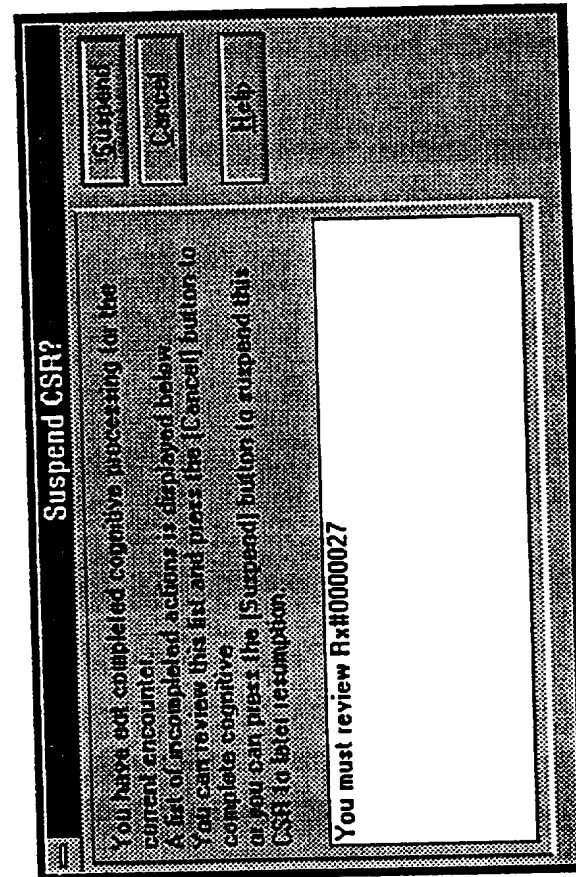 Suspend CSR?
You have not completed cognitive processing for the
current encounter.
A list of incompleted actions is displayed below.
You can review this list and press the [Cancel] button to
complete cognitive
or you can press the [Suspend] button to suspend this
CSR to later resumption.
You must review Rx#0000027
Suspend
Cancel
Help